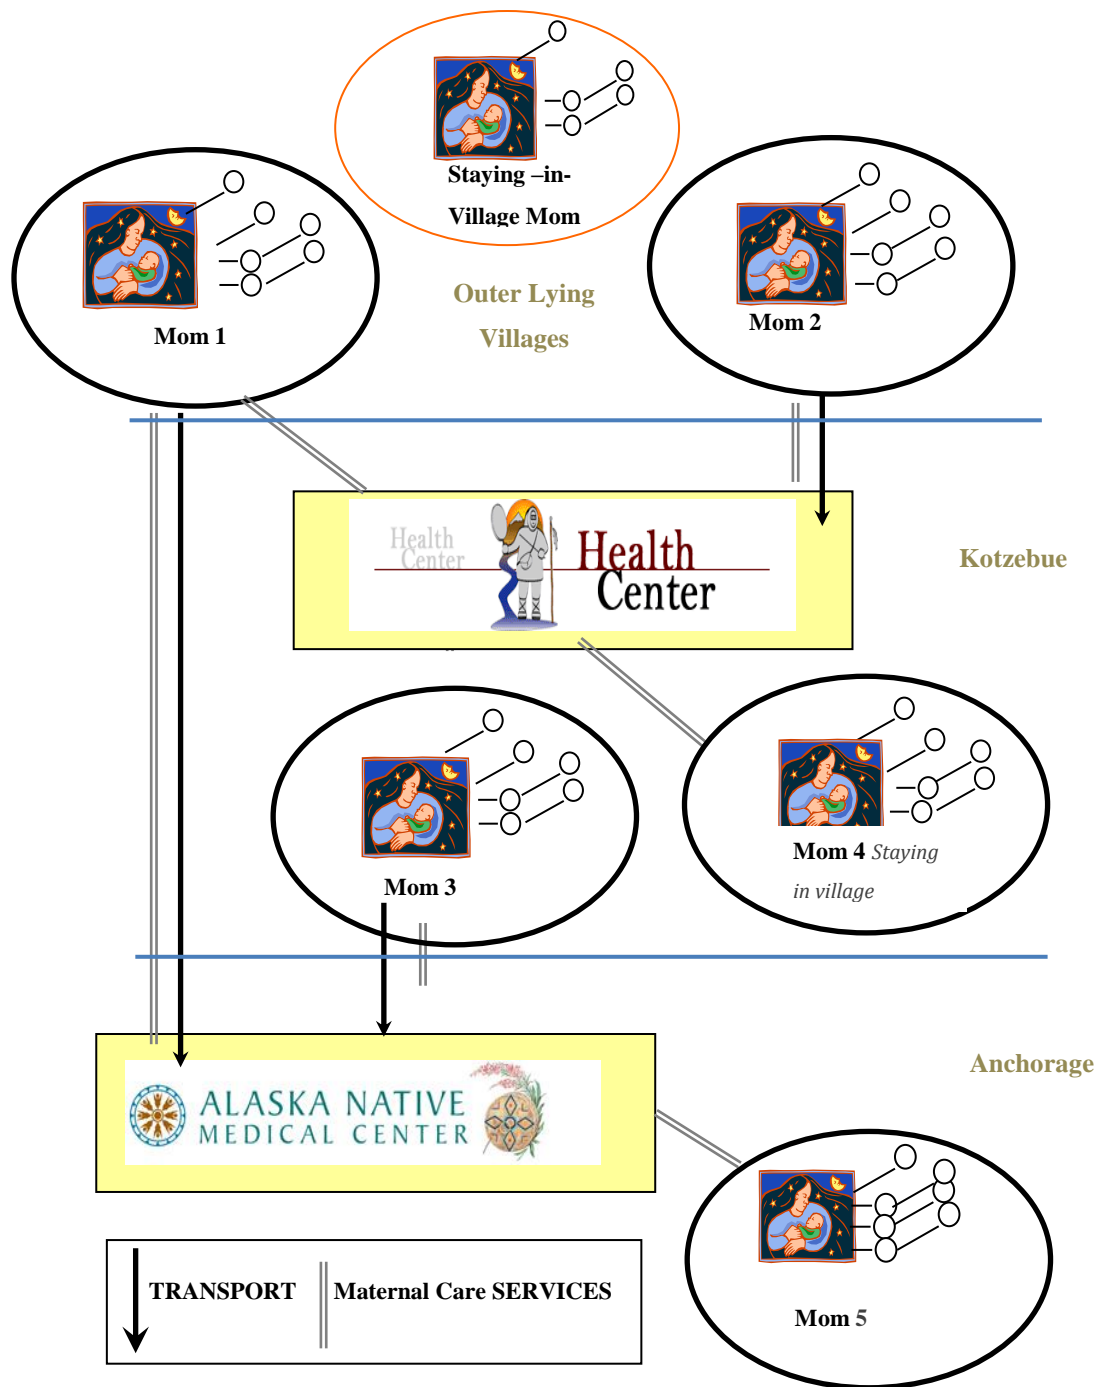 Staying –in-
Village Mom
Mom 1
Mom 2
Outer Lying
Villages
Health
Center
Health
Center
Kotzebue
Mom 3
Mom 4 Staying
in village
Anchorage
ALASKA NATIVE
MEDICAL CENTER
TRANSPORT
Maternal Care SERVICES
Mom 5